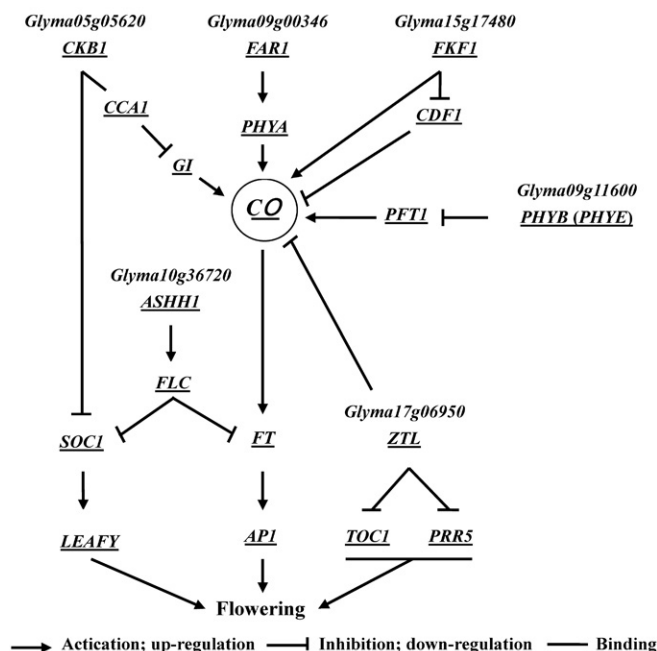 Glyma05g05620 Glyma09g00346 Glyma15g17480
CKB1 FAR1 FKF1
CCA1 CDF1
PHYA
GI
Glyma09g11600
CO PFT1 PHYB (PHYE)
Glyma10g36720
ASHH1
FLC
Glyma17g06950
SOC1 FT ZTL
LEAFY AP1 TOC1 PRR5
Flowering
Actication; up-regulation Inhibition; down-regulation Binding